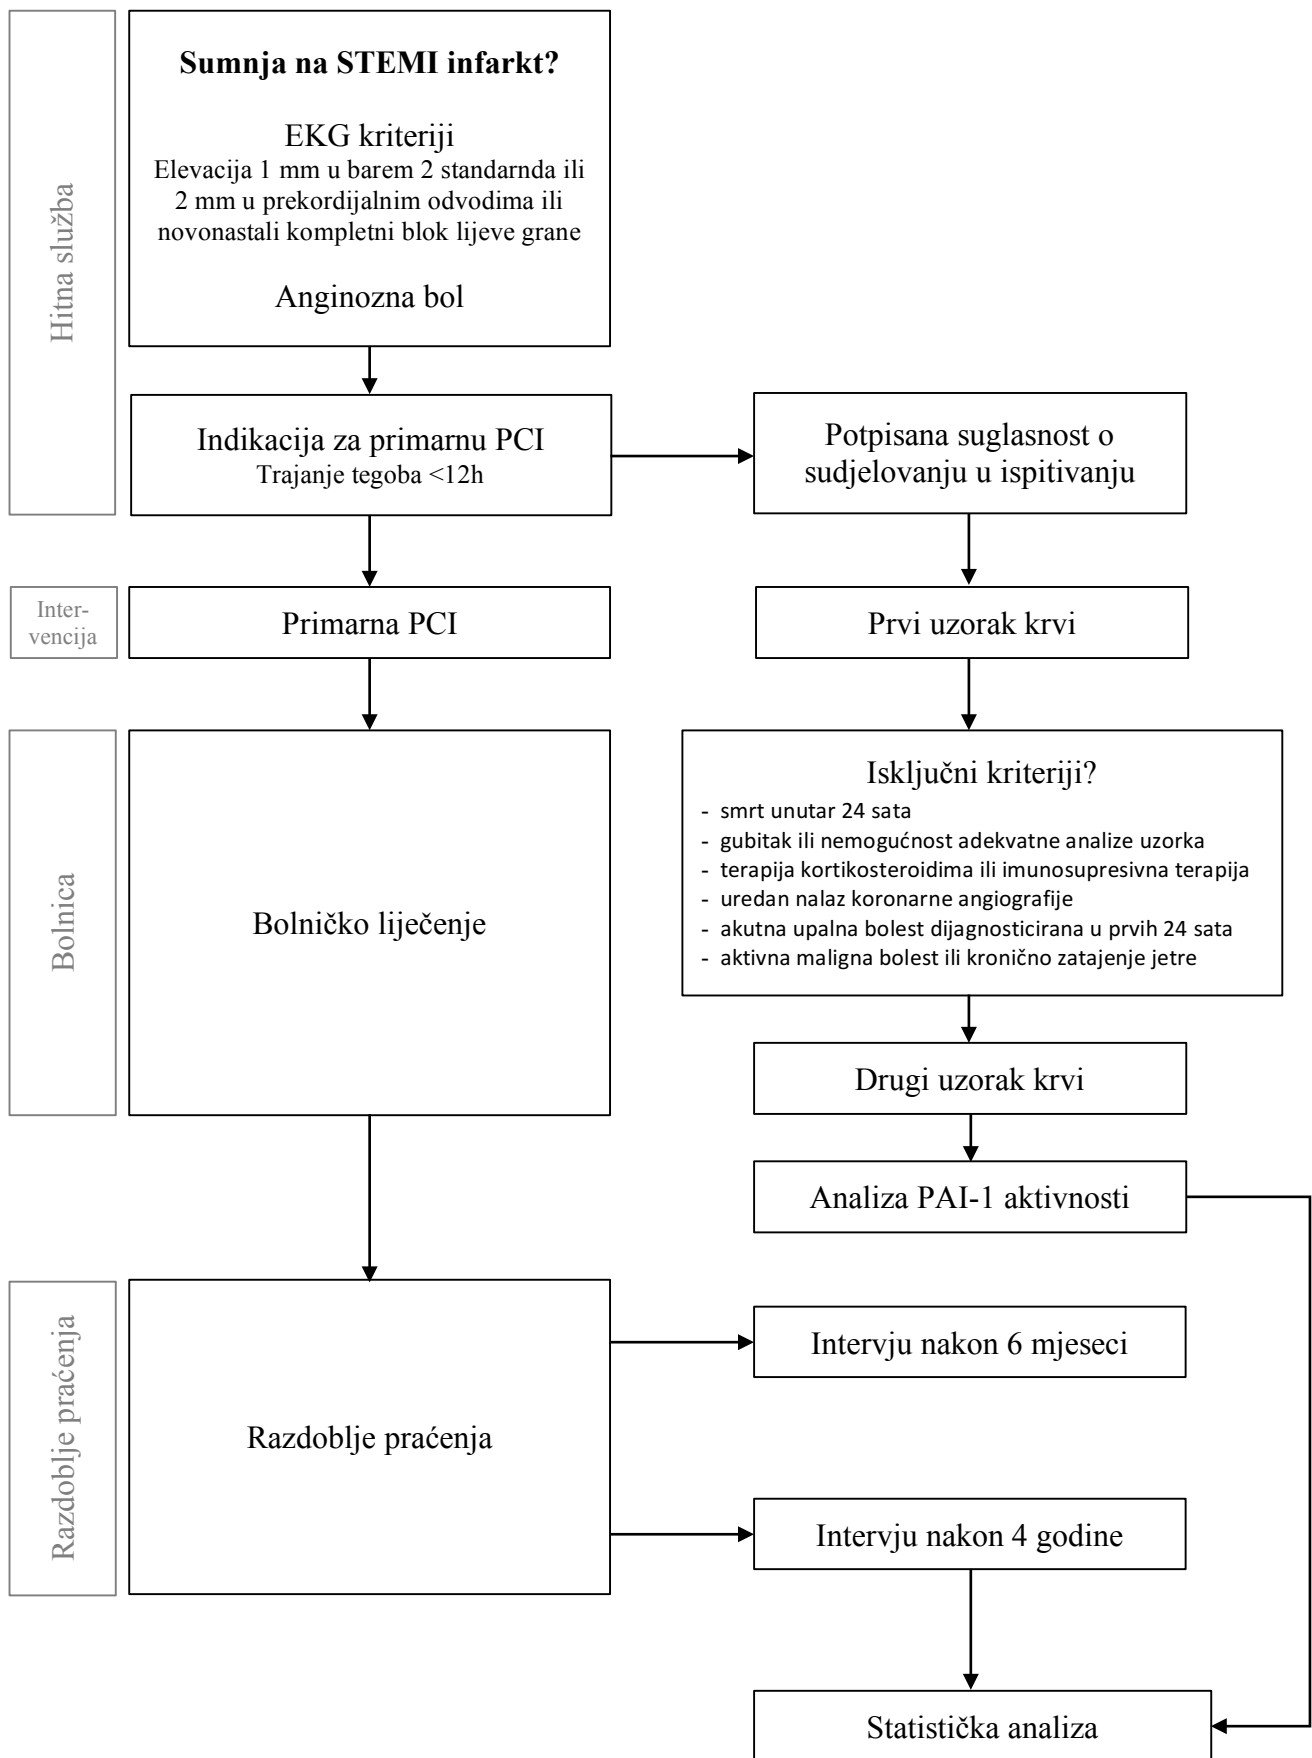 Hitna služba
Sumnja na STEMI infarkt?
EKG kriteriji
Elevacija 1 mm u barem 2 standarnda ili
2 mm u prekordijalnim odvodima ili
novonastali kompletni blok lijeve grane
Anginozna bol
Indikacija za primarnu PCI
Trajanje tegoba <12h
Potpisana suglasnost o
sudjelovanju u ispitivanju
Inter-
vencija
Primarna PCI
Prvi uzorak krvi
Bolnica
Bolničko liječenje
Isključni kriteriji?
- smrt unutar 24 sata
- gubitak ili nemogućnost adekvatne analize uzorka
- terapija kortikosteroidima ili imunosupresivna terapija
- uredan nalaz koronarne angiografije
- akutna upalna bolest dijagnosticirana u prvih 24 sata
- aktivna maligna bolest ili kronično zatajenje jetre
Drugi uzorak krvi
Analiza PAI-1 aktivnosti
Razdoblje praćenja
Razdoblje praćenja
Intervju nakon 6 mjeseci
Intervju nakon 4 godine
Statistička analiza